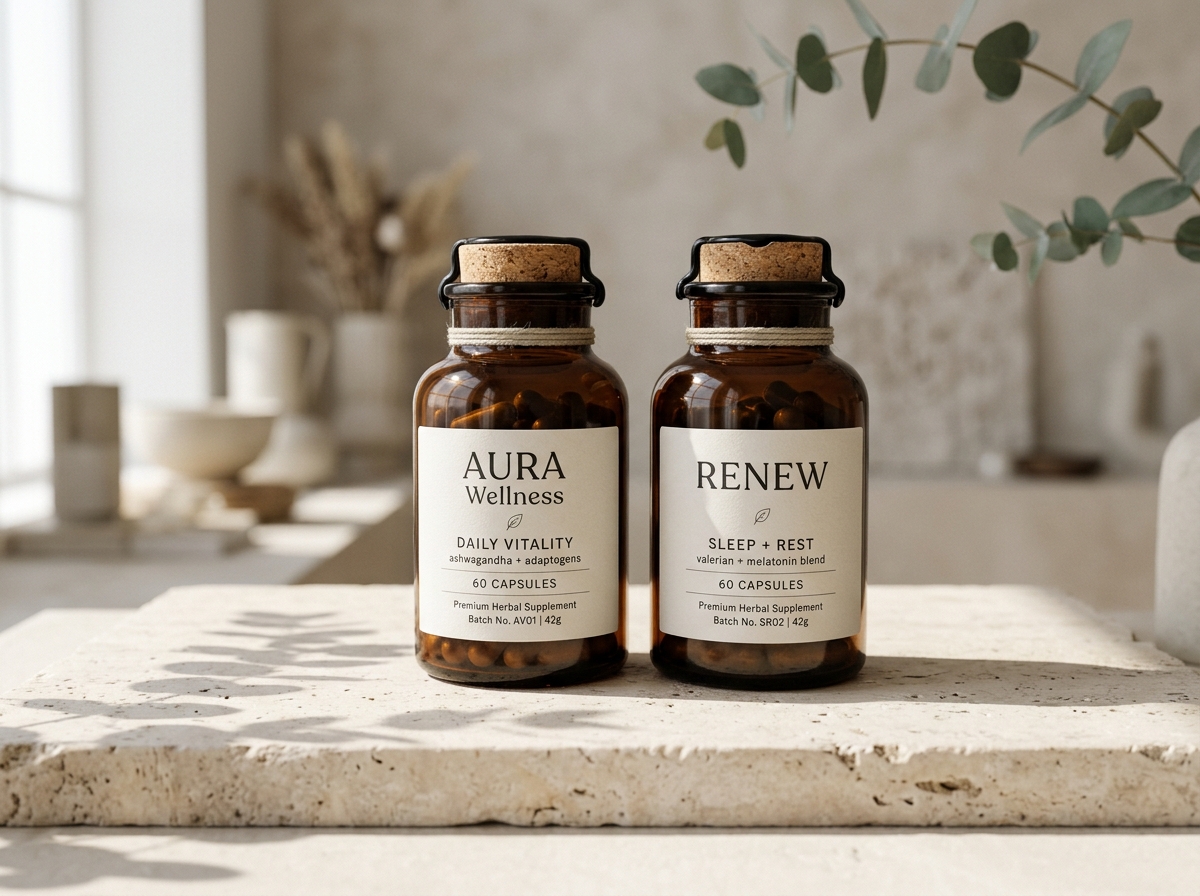 AURA
Wellness
DAILY VITALITY
ashwagandha + adaptogens
60 CAPSULES
Premium Herbal Supplement
Batch No. AV01 | 42g
RENEW
SLEEP + REST
valerian + melatonin blend
60 CAPSULES
Premium Herbal Supplement
Batch No. SR02 | 42g